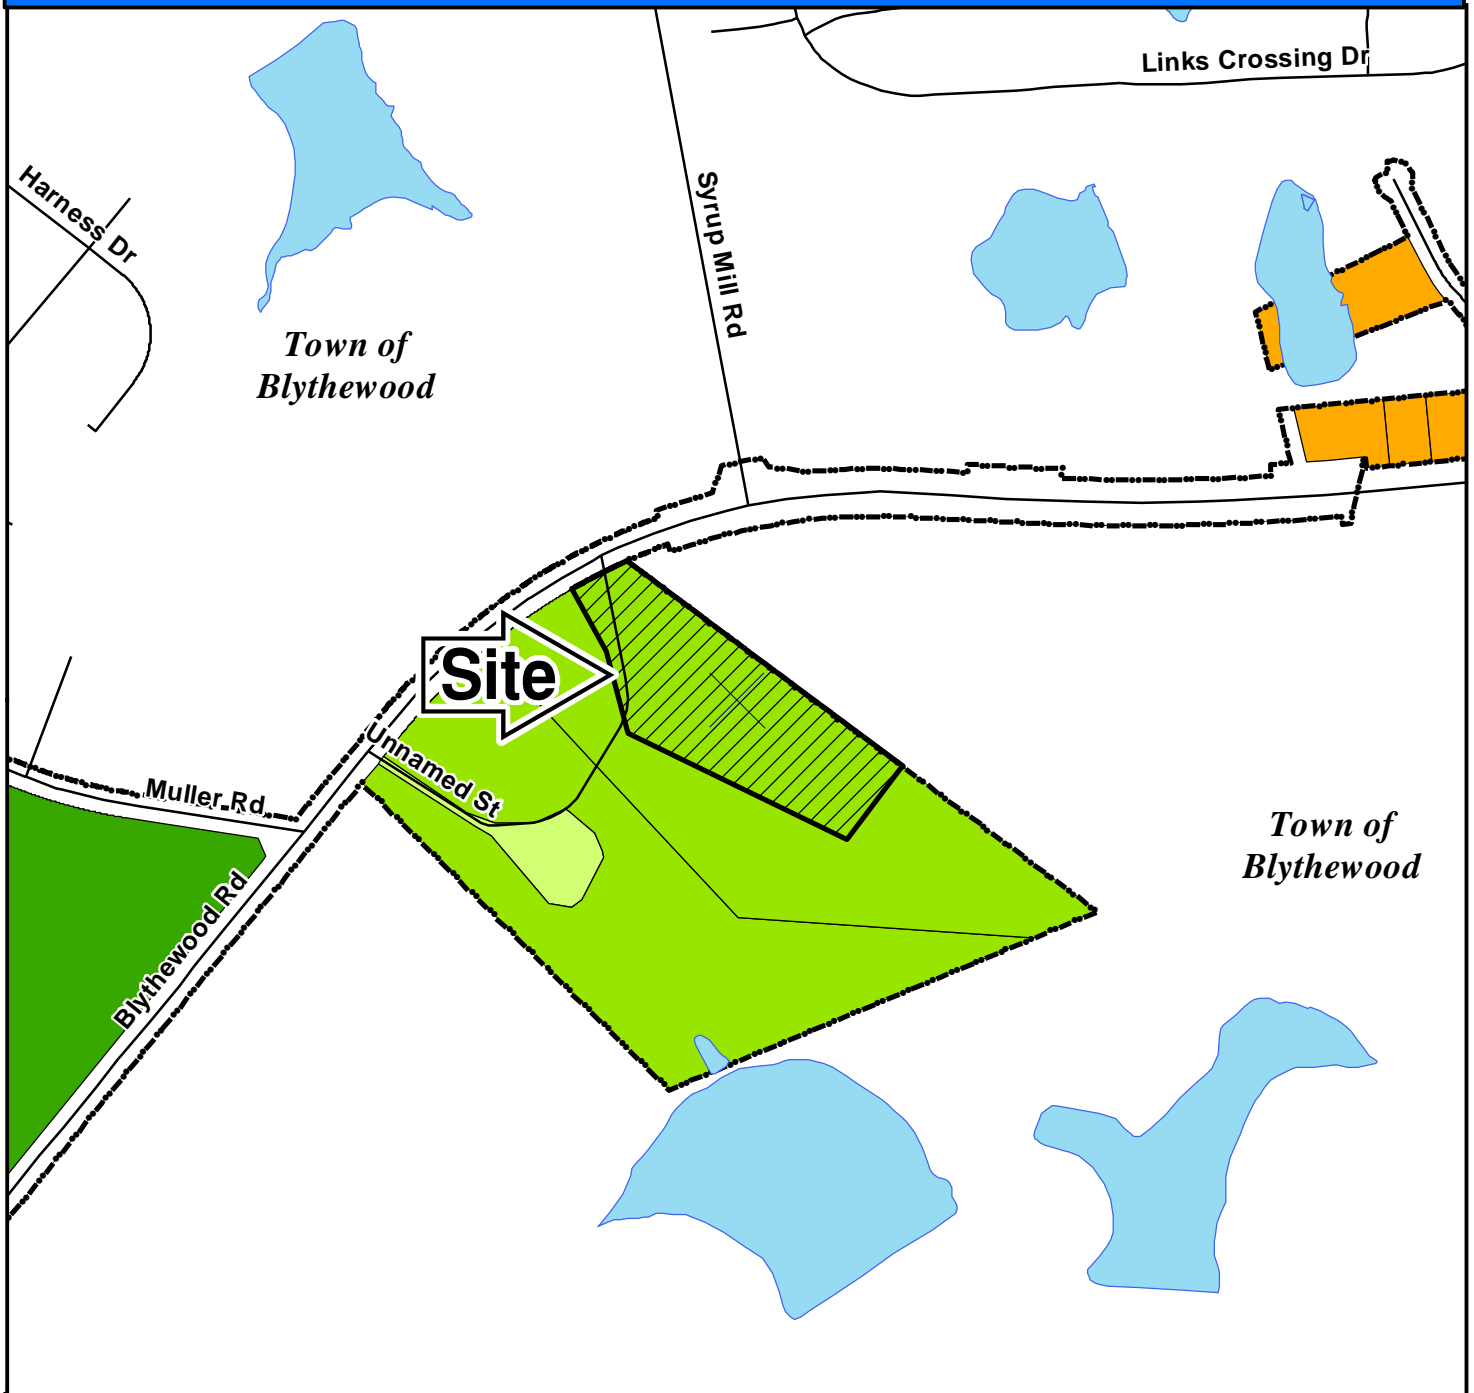 Links Crossing Dr
Harness Dr
Syrup Mill Rd
Town of
Blythewood
Site
Unnamed St
Muller Rd
Town of
Blythewood
Blythewood Rd